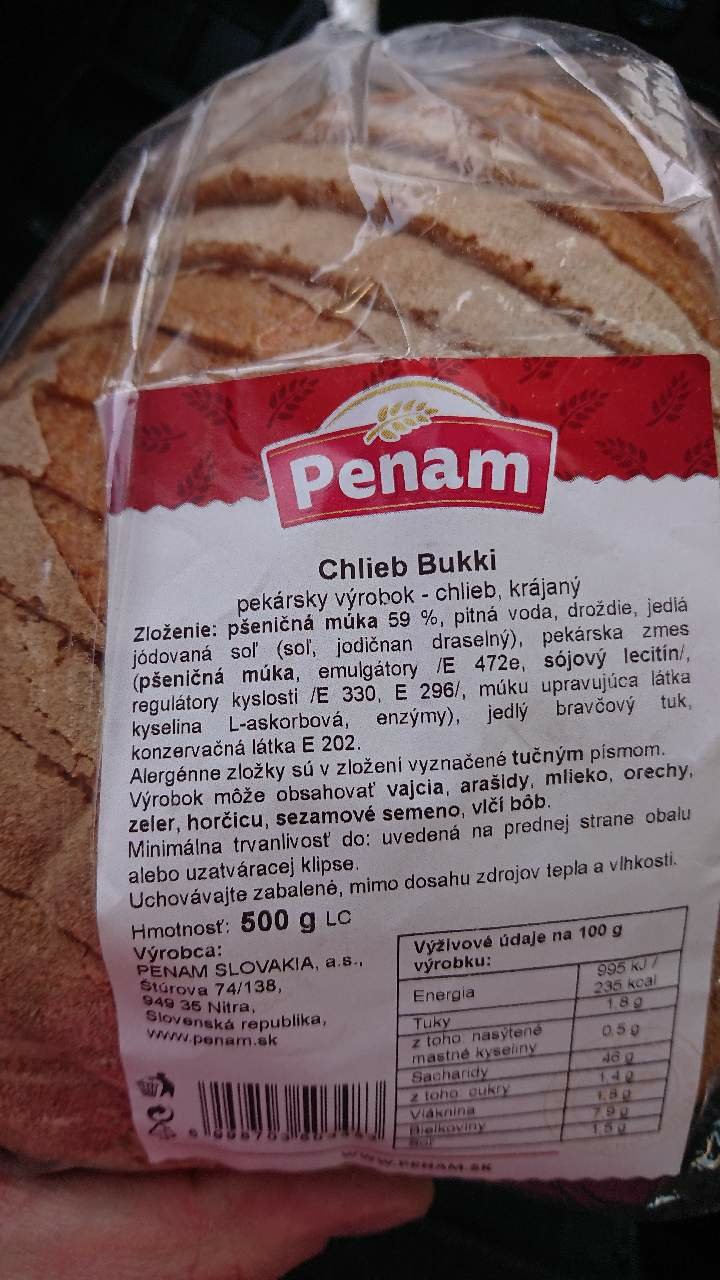 Penam
Chlieb Bukki
pekársky výrobok - chlieb, krájaný
Zloženie: pšeničná múka 59 %, pitná voda, droždie, jedlá
jódovaná soľ (soľ, jodičnan draselný), pekárska zmes
(pšeničná múka, emulgátory /E 472e, sójový lecitín/,
regulátory kyslosti /E 330, E 296/, múku upravujúca látka
kyselina L-askorbová, enzýmy), jedlý bravčový tuk,
konzervačná látka E 202.
Alergénne zložky sú v zložení vyznačené tučným písmom.
Výrobok môže obsahovať vajcia, arašidy, mlieko, orechy,
zeler, horčicu, sezamové semeno, vlčí bôb.
Minimálna trvanlivosť do: uvedená na prednej strane obalu
alebo uzatváracej klipse.
Uchovávajte zabalené, mimo dosahu zdrojov tepla a vlhkosti.
Hmotnosť: 500 g LC
Výrobca:
PENAM SLOVAKIA, a.s.,
Štúrova 74/138,
949 35 Nitra,
Slovenská republika,
www.penam.sk
Výživové údaje na 100 g
výrobku:
Energia 995 kJ /
235 kcal
Tuky 1.8 g
z toho: nasýtené
mastné kyseliny 0.5 g
Sacharidy 46 g
z toho: cukry 1.4 g
Vláknina 1.8 g
Bielkoviny 7.9 g
Soľ 1.5 g
WWW.PENAM.SK